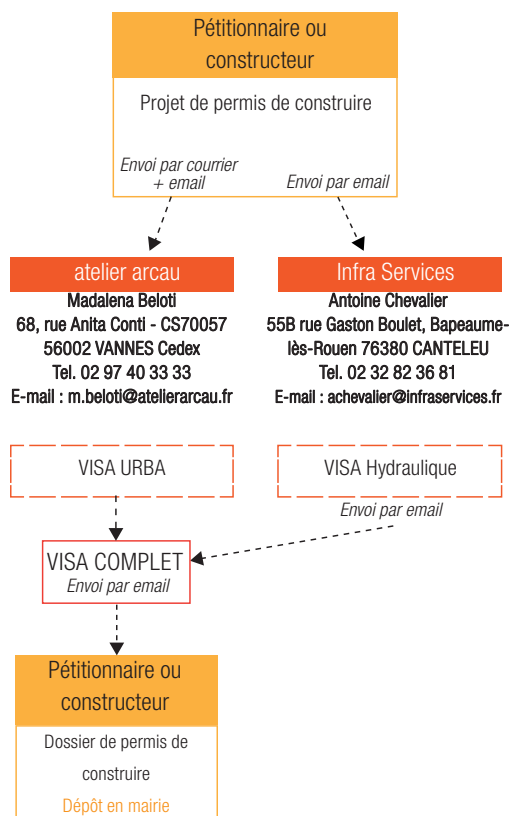 Pétitionnaire ou
constructeur
Projet de permis de construire
Envoi par courrier
+ email
Envoi par email
atelier arcau
Madalena Beloti
68, rue Anita Conti - CS70057
56002 VANNES Cedex
Tel. 02 97 40 33 33
E-mail : m.beloti@atelierarcau.fr
Infra Services
Antoine Chevalier
55B rue Gaston Boulet, Bapeaume-
lès-Rouen 76380 CANTELEU
Tel. 02 32 82 36 81
E-mail : achevalier@infraservices.fr
VISA URBA
VISA Hydraulique
Envoi par email
VISA COMPLET
Envoi par email
Pétitionnaire ou
constructeur
Dossier de permis de
construire
Dépôt en mairie